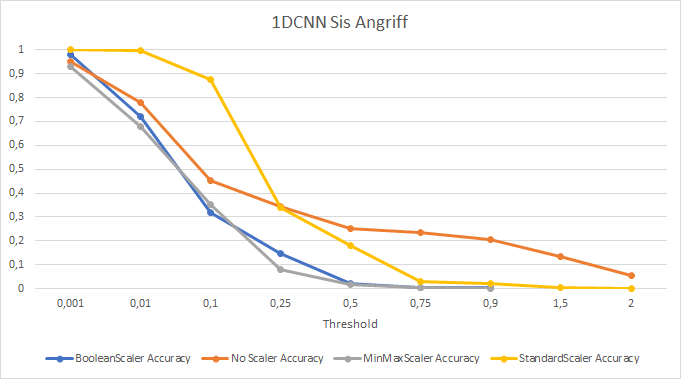 1DCNN Sis Angriff
1
0,9
0,8
0,7
0,6
0,5
0,4
0,3
0,2
0,1
0
0,001 0,01 0,1 0,25 0,5 0,75 0,9 1,5 2
Threshold
BooleanScaler Accuracy No Scaler Accuracy MinMaxScaler Accuracy StandardScaler Accuracy